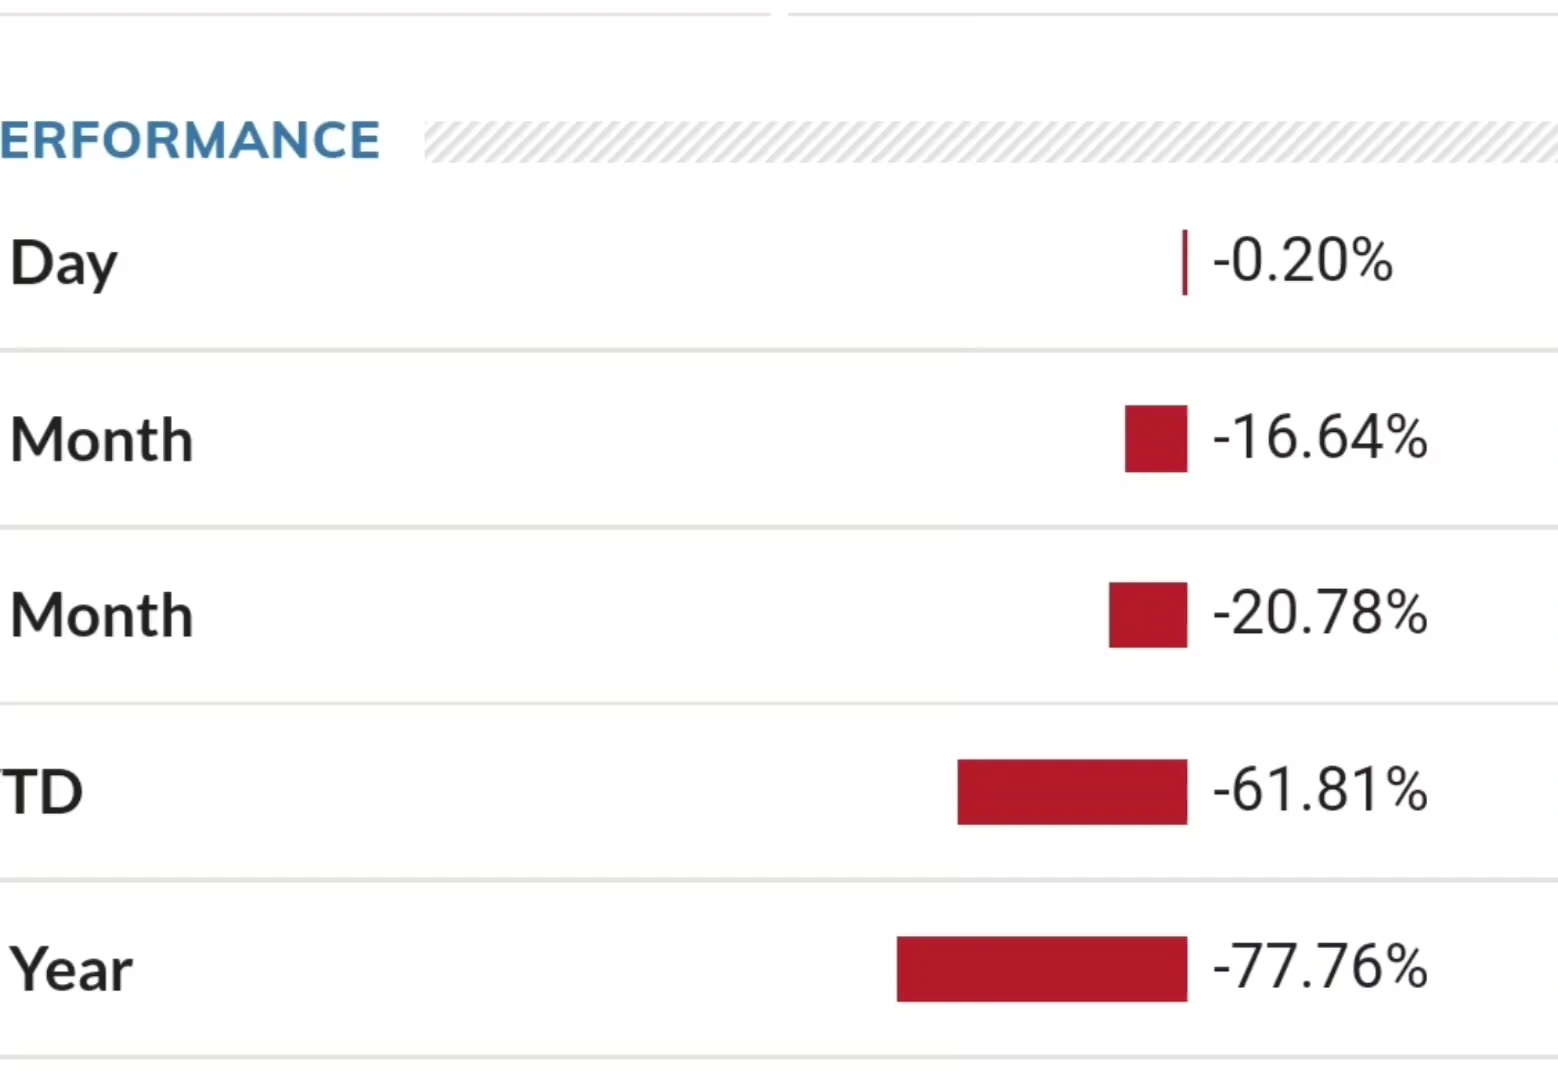 ERFORMANCE
Day -0.20%
Month -16.64%
Month -20.78%
TD -61.81%
Year -77.76%